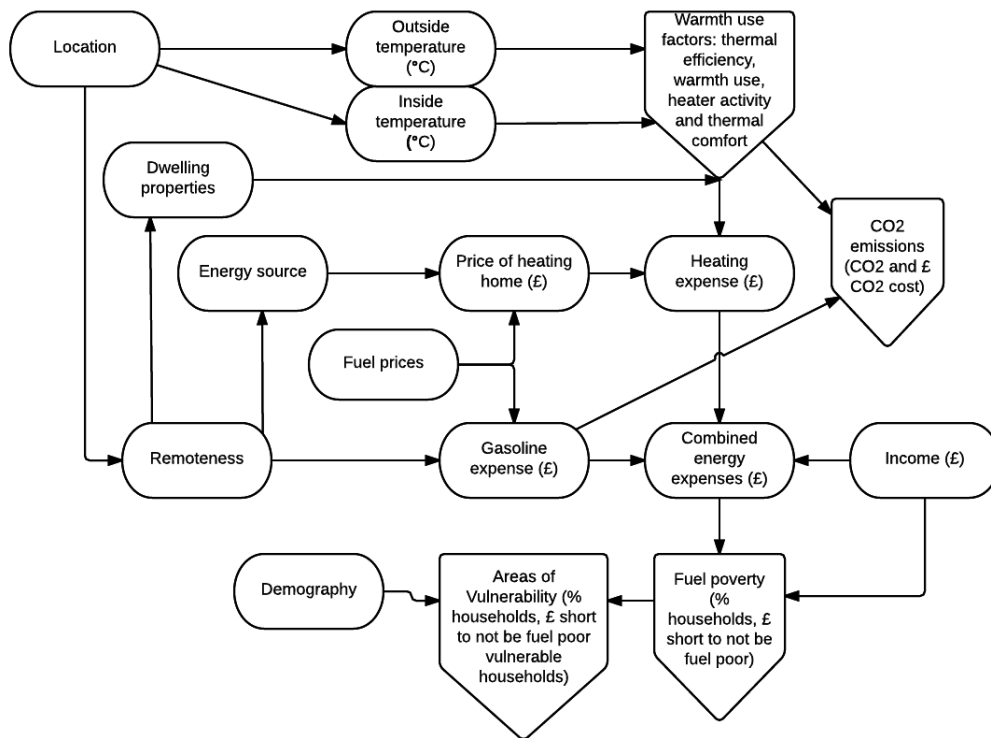 Location
Outside
temperature
(°C)
Inside
temperature
(°C)
Warmth use
factors: thermal
efficiency,
warmth use,
heater activity
and thermal
comfort
Dwelling
properties
CO2
emissions
(CO2 and £
CO2 cost)
Energy source
Price of heating
home (£)
Heating
expense (£)
Fuel prices
Remoteness
Gasoline
expense (£)
Combined
energy
expenses (£)
Income (£)
Demography
Areas of
Vulnerability (%
households, £ short
to not be fuel poor
vulnerable
households)
Fuel poverty
(%
households, £
short to not be
fuel poor)